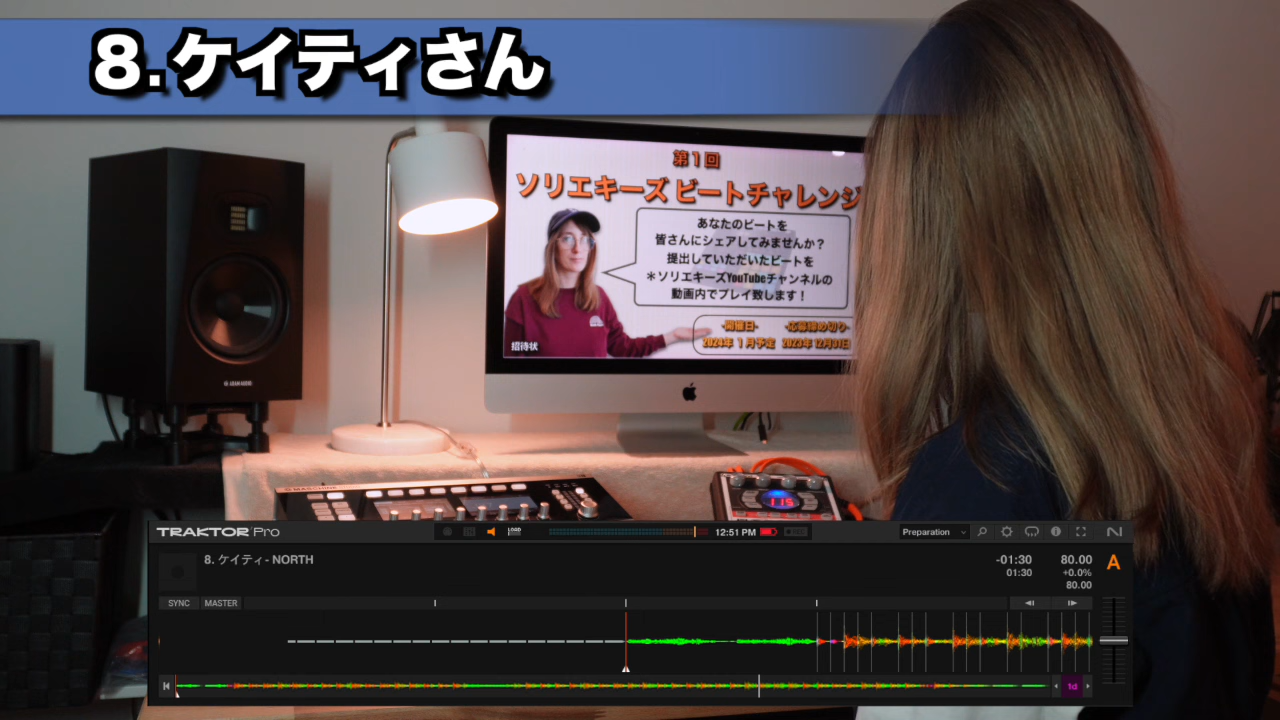 8.ケイティさん
第1回
ソリエキーズ ビートチャレンジ
あなたのビートを
皆さんにシェアしてみませんか？
提出していただいたビートを
＊ソリエキーズYouTubeチャンネルの
動画内でプレイ致します！
-開催日- -応募締め切り-
2024年 1月予定 2023年 12月31日
招待状
ADAM AUDIO
MASCHINE
115
TRAKTOR Pro
LOAD
12:51 PM
Preparation
8. ケイティ- NORTH
-01:30 80.00
01:30 +0.0%
80.00
A
SYNC MASTER
1d